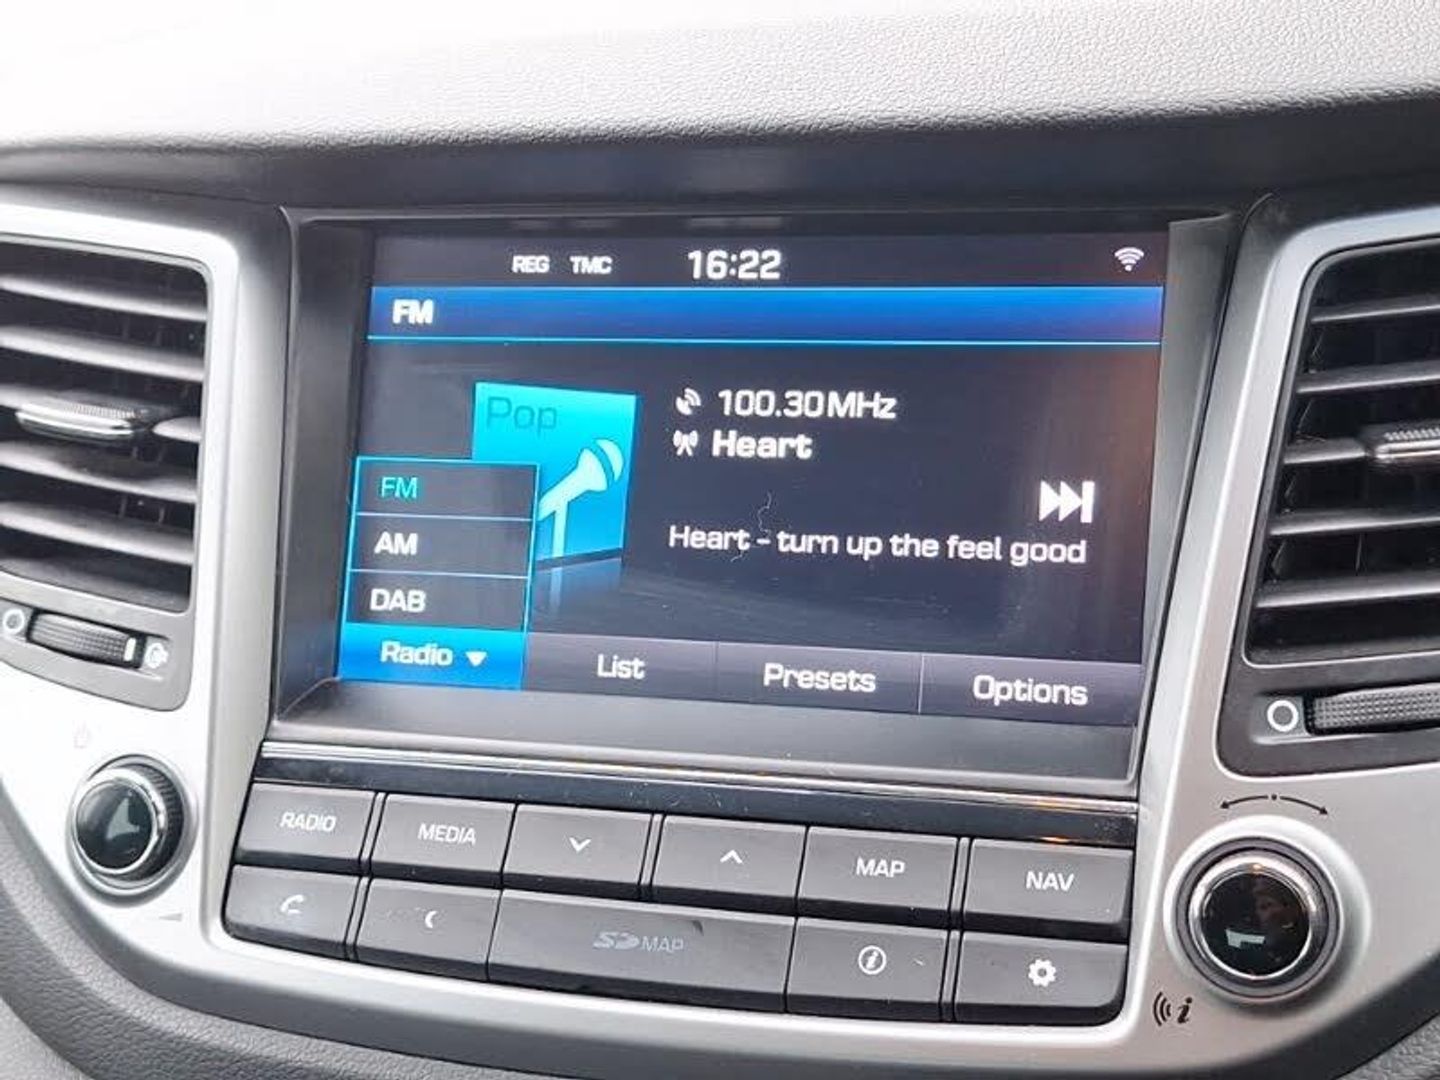 REG TMC 16:22
FM
Pop
100.30MHz
Heart
FM
AM
DAB
Heart - turn up the feel good
Radio List Presets Options
RADIO MEDIA MAP NAV
SD MAP i
i